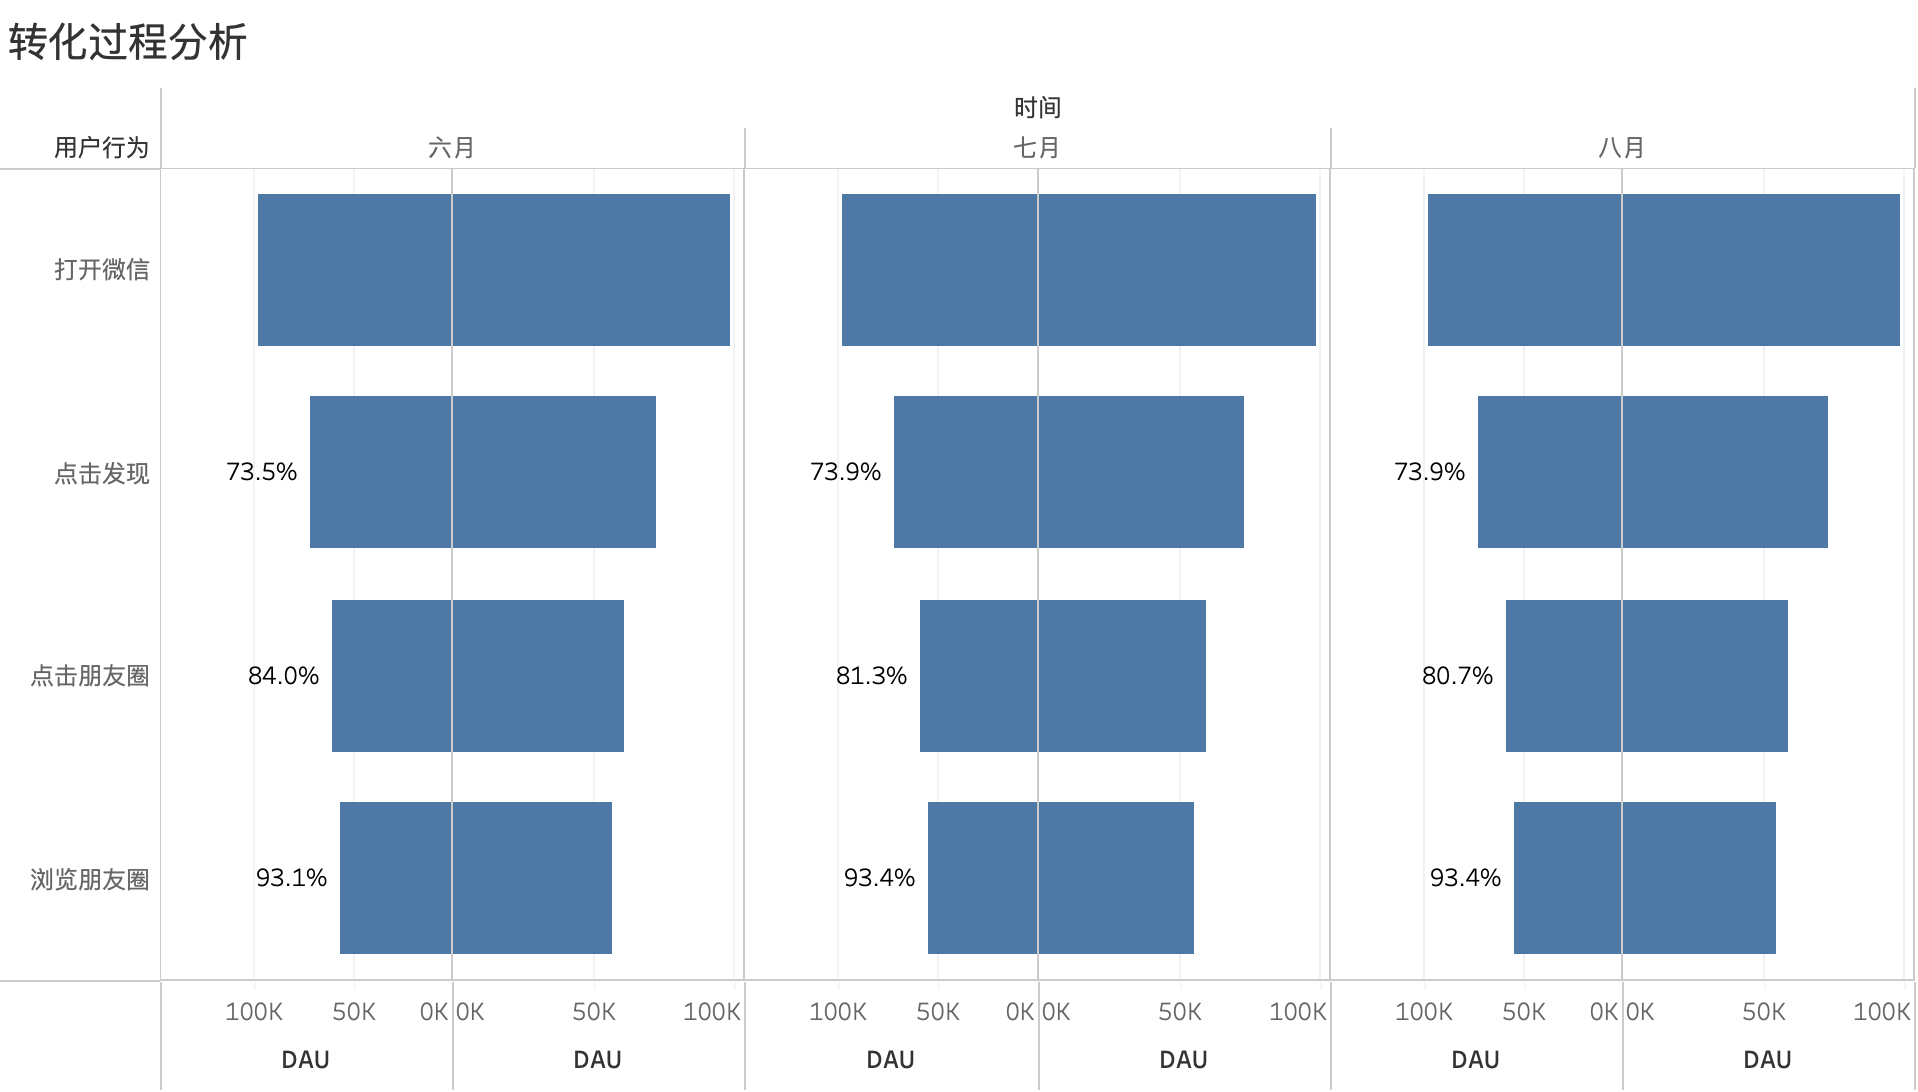 转化过程分析
时间
用户行为 六月 七月 八月
打开微信
点击发现 73.5% 73.9% 73.9%
点击朋友圈 84.0% 81.3% 80.7%
浏览朋友圈 93.1% 93.4% 93.4%
100K 50K 0K 0K 50K 100K 100K 50K 0K 0K 50K 100K 100K 50K 0K 0K 50K 100K
DAU DAU DAU DAU DAU DAU